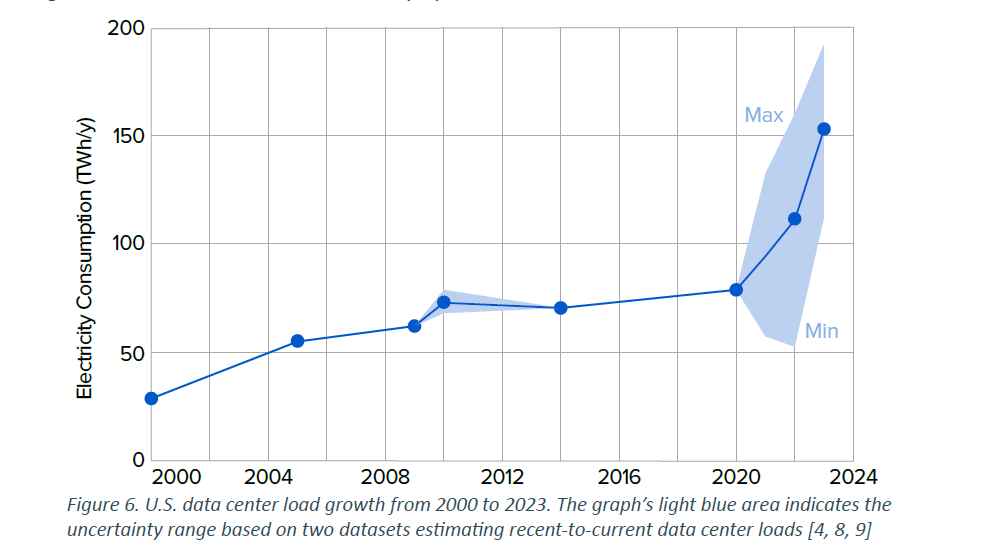 200
Max
150
Electricity Consumption (TWh/y)
100
Min
50
0
2000 2004 2008 2012 2016 2020 2024
Figure 6. U.S. data center load growth from 2000 to 2023. The graph’s light blue area indicates the
uncertainty range based on two datasets estimating recent-to-current data center loads [4, 8, 9]